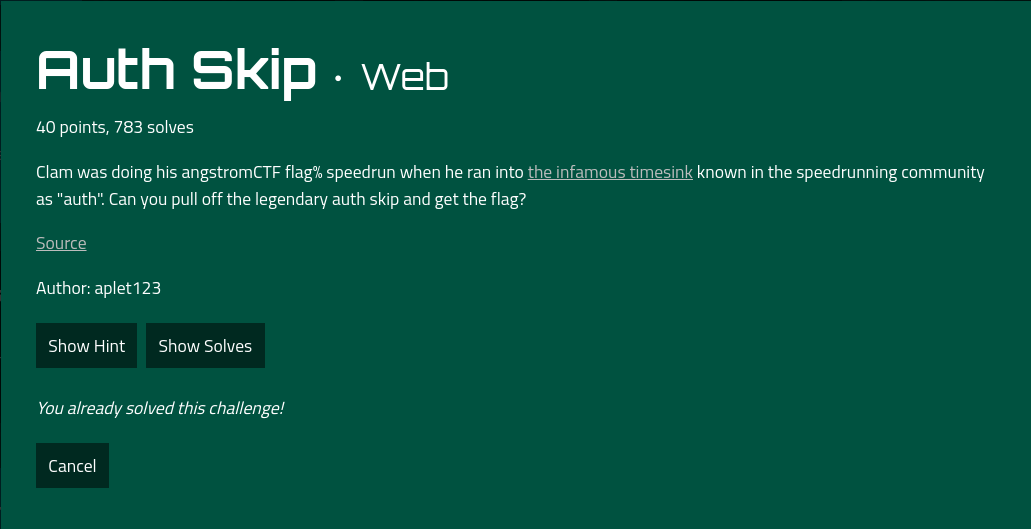 Auth Skip · Web
40 points, 783 solves
Clam was doing his angstromCTF flag% speedrun when he ran into the infamous timesink known in the speedrunning community
as "auth". Can you pull off the legendary auth skip and get the flag?
Source
Author: aplet123
Show Hint Show Solves
You already solved this challenge!
Cancel